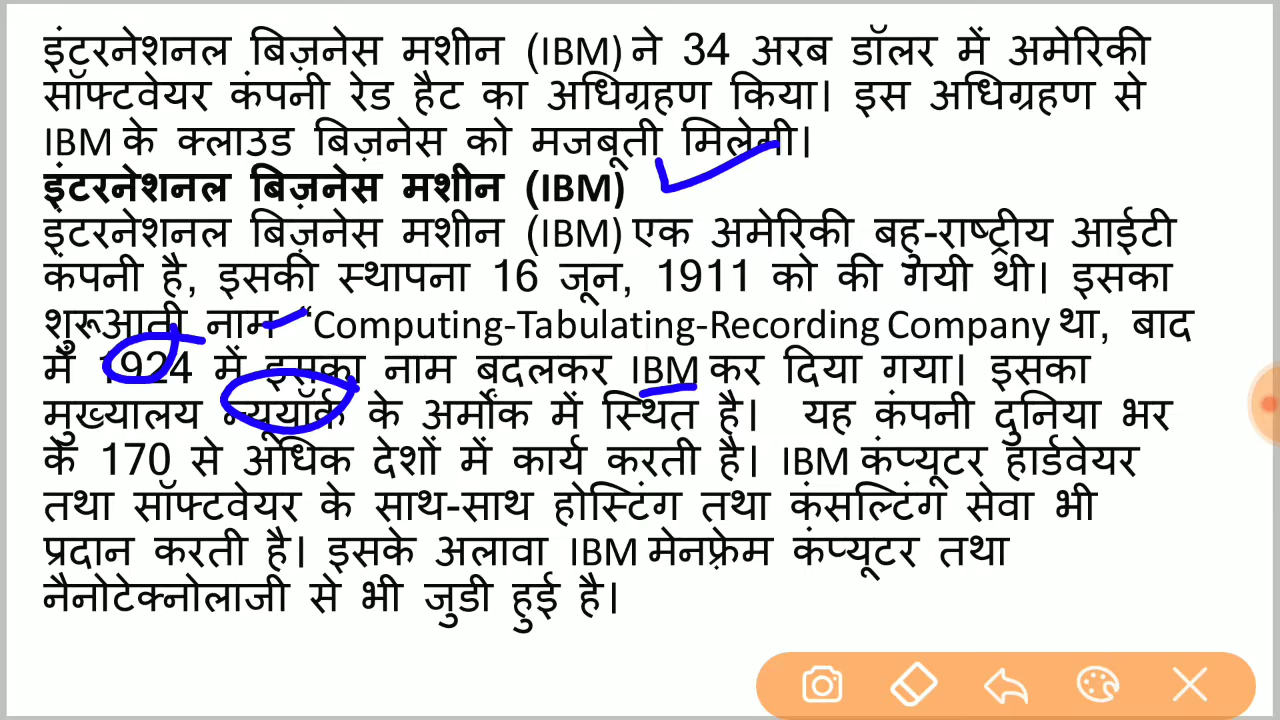 इंटरनेशनल बिज़नेस मशीन (IBM) ने 34 अरब डॉलर में अमेरिकी
सॉफ्टवेयर कंपनी रेड हैट का अधिग्रहण किया। इस अधिग्रहण से
IBM के क्लाउड बिज़नेस को मजबूती मिलेगी।
इंटरनेशनल बिज़नेस मशीन (IBM)
इंटरनेशनल बिज़नेस मशीन (IBM) एक अमेरिकी बहु-राष्ट्रीय आईटी
कंपनी है, इसकी स्थापना 16 जून, 1911 को की गयी थी। इसका
शुरूआती नाम “Computing-Tabulating-Recording Company था, बाद
में 1924 में इसका नाम बदलकर IBM कर दिया गया। इसका
मुख्यालय न्यूयॉर्क के अर्मोंक में स्थित है। यह कंपनी दुनिया भर
के 170 से अधिक देशों में कार्य करती है। IBM कंप्यूटर हार्डवेयर
तथा सॉफ्टवेयर के साथ-साथ होस्टिंग तथा कंसल्टिंग सेवा भी
प्रदान करती है। इसके अलावा IBM मेनफ़्रेम कंप्यूटर तथा
नैनोटेक्नोलाजी से भी जुडी हुई है।